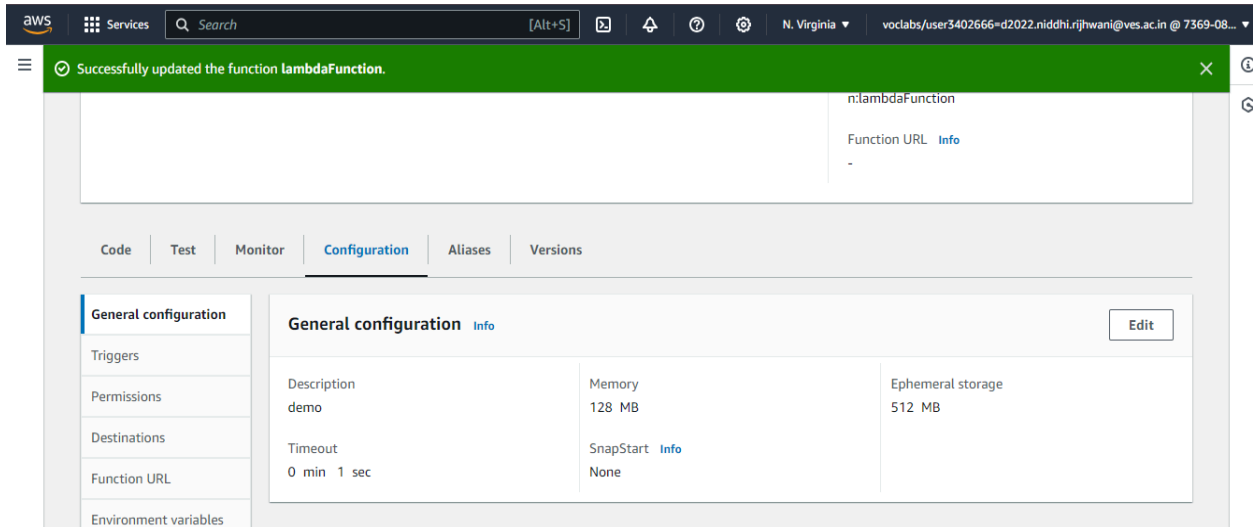 aws
Services
Search
[Alt+S]
N. Virginia
voclabs/user3402666=d2022.niddhi.rijhwani@ves.ac.in @ 7369-08...
Successfully updated the function lambdaFunction.
n:lambdaFunction
Function URL Info
-
Code
Test
Monitor
Configuration
Aliases
Versions
General configuration
Triggers
Permissions
Destinations
Function URL
Environment variables
General configuration Info
Edit
Description
demo
Memory
128 MB
Ephemeral storage
512 MB
Timeout
0 min 1 sec
SnapStart Info
None